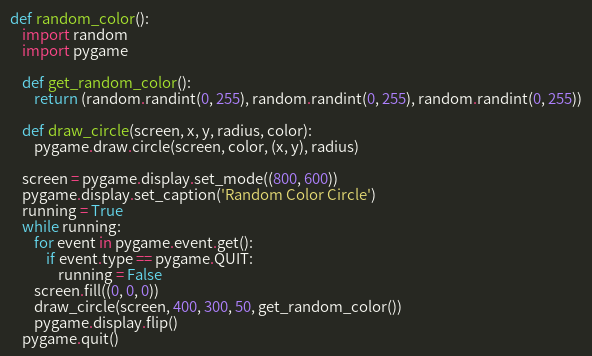 def random_color():
    import random
    import pygame

    def get_random_color():
        return (random.randint(0, 255), random.randint(0, 255), random.randint(0, 255))

    def draw_circle(screen, x, y, radius, color):
        pygame.draw.circle(screen, color, (x, y), radius)

    screen = pygame.display.set_mode((800, 600))
    pygame.display.set_caption('Random Color Circle')
    running = True
    while running:
        for event in pygame.event.get():
            if event.type == pygame.QUIT:
                running = False
        screen.fill((0, 0, 0))
        draw_circle(screen, 400, 300, 50, get_random_color())
        pygame.display.flip()
    pygame.quit()